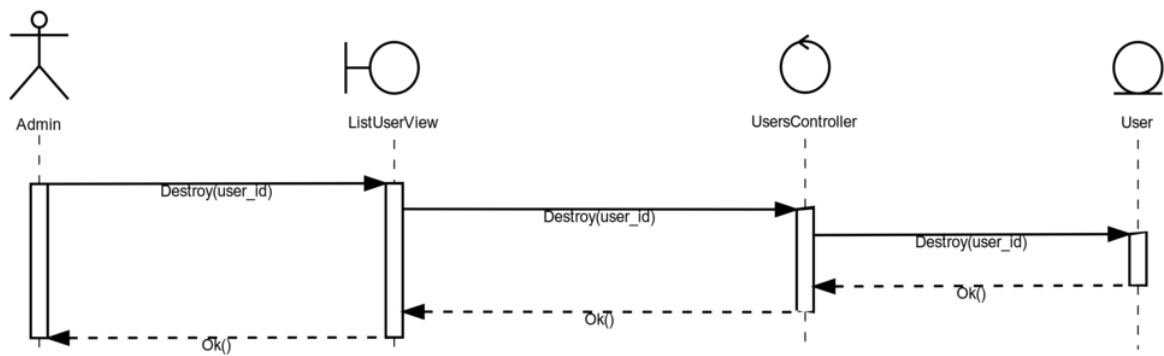 Admin
ListUserView
UsersController
User
Destroy(user_id)
Destroy(user_id)
Destroy(user_id)
Ok()
Ok()
Ok()